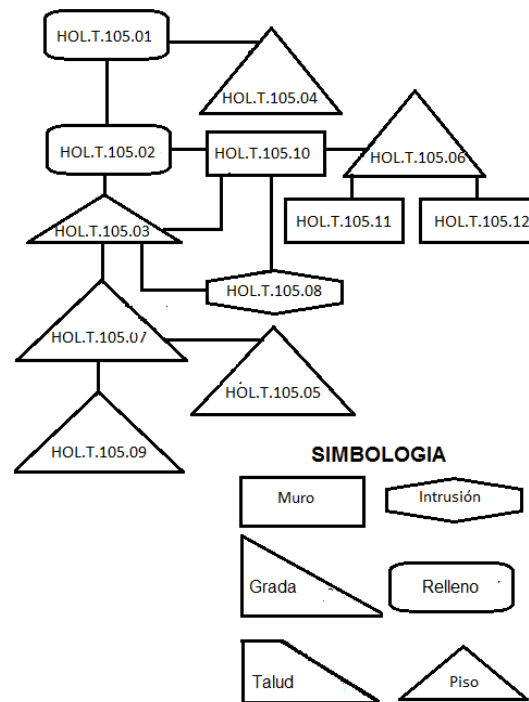 HOL.T.105.01
HOL.T.105.04
HOL.T.105.02
HOL.T.105.10
HOL.T.105.06
HOL.T.105.11
HOL.T.105.12
HOL.T.105.03
HOL.T.105.08
HOL.T.105.07
HOL.T.105.05
HOL.T.105.09
SIMBOLOGIA
Muro
Intrusión
Grada
Relleno
Talud
Piso